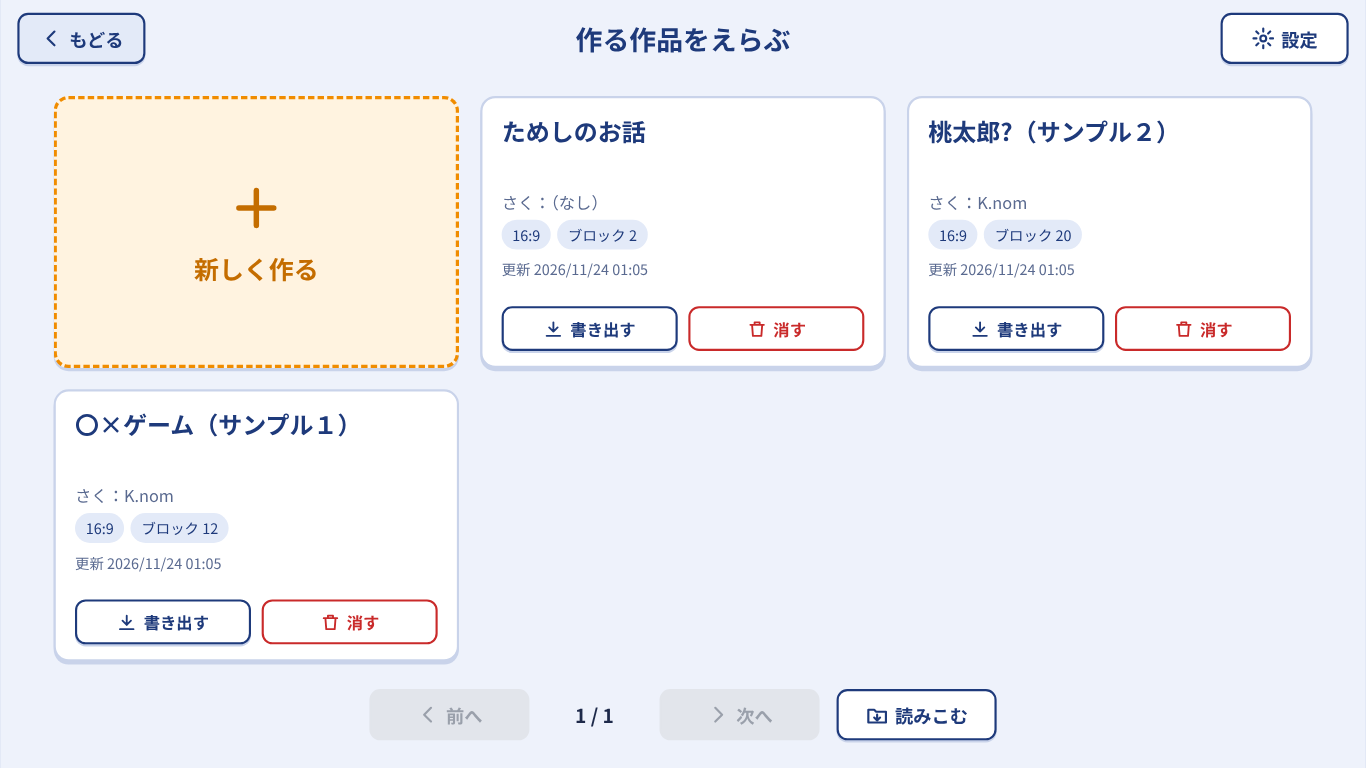 もどる
作る作品をえらぶ
設定
新しく作る
ためしのお話
さく：（なし）
16:9 ブロック 2
更新 2026/11/24 01:05
書き出す 消す
桃太郎?（サンプル２）
さく：K.nom
16:9 ブロック 20
更新 2026/11/24 01:05
書き出す 消す
〇×ゲーム（サンプル１）
さく：K.nom
16:9 ブロック 12
更新 2026/11/24 01:05
書き出す 消す
前へ 1 / 1 次へ 読みこむ